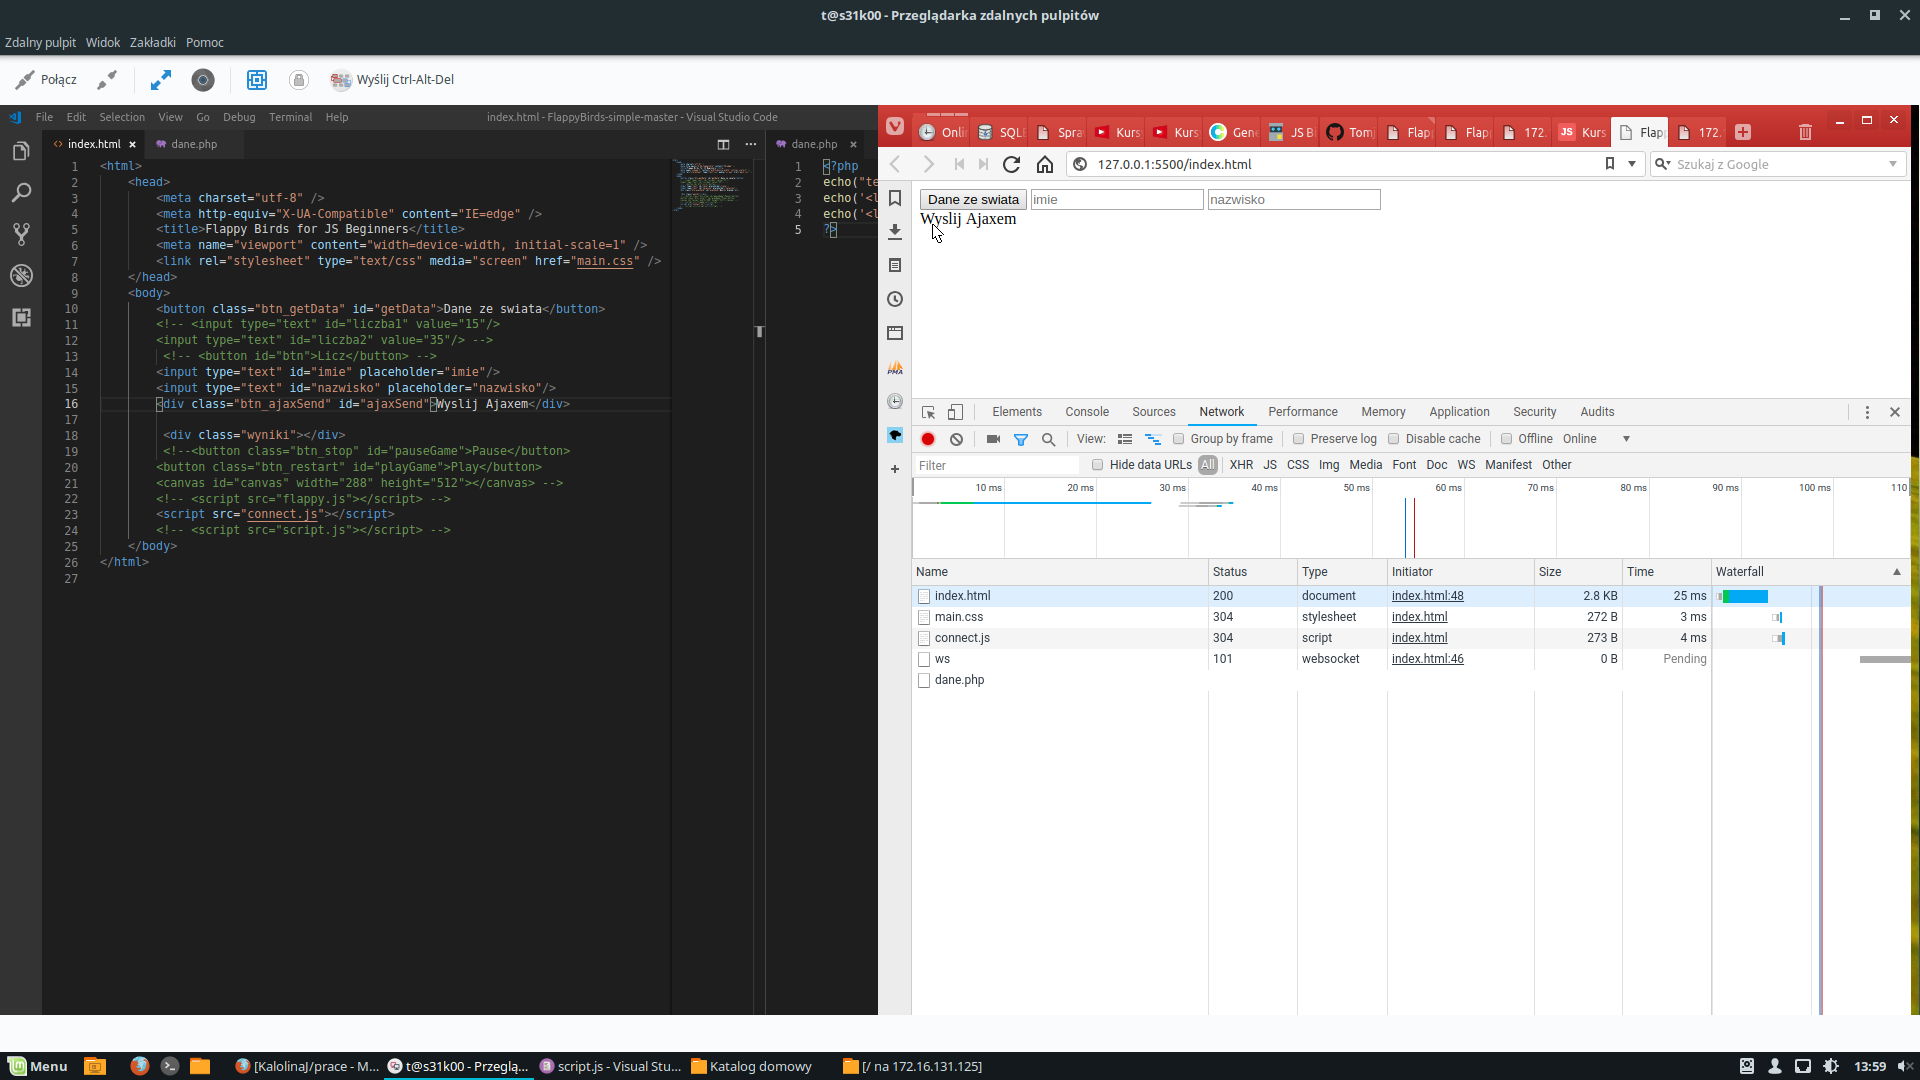 t@s31k00 - Przeglądarka zdalnych pulpitów
Zdalny pulpit Widok Zakładki Pomoc
Połącz Wyślij Ctrl-Alt-Del
File Edit Selection View Go Debug Terminal Help index.html - FlappyBirds-simple-master - Visual Studio Code
index.html dane.php
1 <html>
2 <head>
3 <meta charset="utf-8" />
4 <meta http-equiv="X-UA-Compatible" content="IE=edge" />
5 <title>Flappy Birds for JS Beginners</title>
6 <meta name="viewport" content="width=device-width, initial-scale=1" />
7 <link rel="stylesheet" type="text/css" media="screen" href="main.css" />
8 </head>
9 <body>
10 <button class="btn_getData" id="getData">Dane ze swiata</button>
11 <!-- <input type="text" id="liczba1" value="15"/>
12 <input type="text" id="liczba2" value="35"/> -->
13 <!-- <button id="btn">Licz</button> -->
14 <input type="text" id="imie" placeholder="imie"/>
15 <input type="text" id="nazwisko" placeholder="nazwisko"/>
16 <div class="btn_ajaxSend" id="ajaxSend">Wyslij Ajaxem</div>
17
18 <div class="wyniki"></div>
19 <!--<button class="btn_stop" id="pauseGame">Pause</button>
20 <button class="btn_restart" id="playGame">Play</button>
21 <canvas id="canvas" width="288" height="512"></canvas> -->
22 <!-- <script src="flappy.js"></script> -->
23 <script src="connect.js"></script>
24 <!-- <script src="script.js"></script> -->
25 </body>
26 </html>
27
dane.php
1 <?php
2 echo("te
3 echo('<l
4 echo('<l
5 ?>
Onli SQL Spra Kurs Kurs Gene JS B Tom Flap Flap 172. Kurs Flap 172.
127.0.0.1:5500/index.html Szukaj z Google
Dane ze swiata imie nazwisko
Wyslij Ajaxem
Elements Console Sources Network Performance Memory Application Security Audits
View: Group by frame Preserve log Disable cache Offline Online
Filter Hide data URLs All XHR JS CSS Img Media Font Doc WS Manifest Other
10 ms 20 ms 30 ms 40 ms 50 ms 60 ms 70 ms 80 ms 90 ms 100 ms 110
Name Status Type Initiator Size Time Waterfall
index.html 200 document index.html:48 2.8 KB 25 ms
main.css 304 stylesheet index.html 272 B 3 ms
connect.js 304 script index.html 273 B 4 ms
ws 101 websocket index.html:46 0 B Pending
dane.php
Menu [Kalolina]/prace - M... t@s31k00 - Przeglą... script.js - Visual Stu... Katalog domowy [/ na 172.16.131.125] 13:59